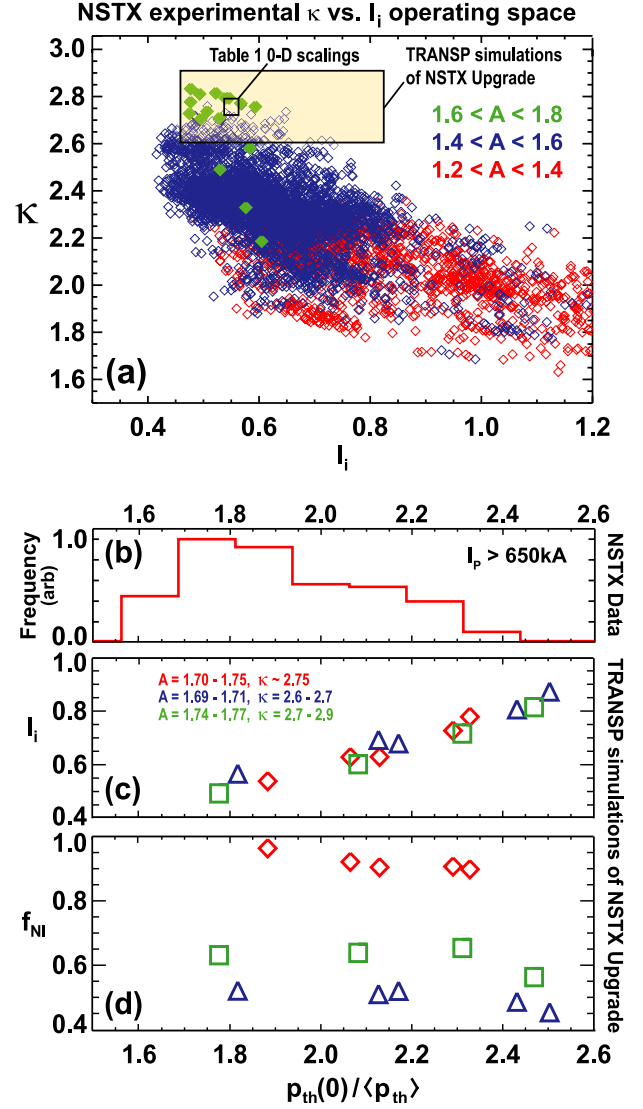 NSTX experimental κ vs. Iᵢ operating space
Table 1 0-D scalings
TRANSP simulations
of NSTX Upgrade
1.6 < A < 1.8
1.4 < A < 1.6
1.2 < A < 1.4
3.0
2.8
2.6
2.4
2.2
2.0
1.8
1.6
κ
(a)
0.4 0.6 0.8 1.0 1.2
Iᵢ
1.6 1.8 2.0 2.2 2.4 2.6
(b)
I_P > 650kA
1.0
0.0
Frequency
(arb)
NSTX Data
1.0
0.8
0.6
0.4
Iᵢ
A = 1.70 - 1.75, κ ~ 2.75
A = 1.69 - 1.71, κ = 2.6 - 2.7
A = 1.74 - 1.77, κ = 2.7 - 2.9
(c)
TRANSP simulations of NSTX Upgrade
1.0
0.8
0.6
0.4
f_NI
(d)
1.6 1.8 2.0 2.2 2.4 2.6
p_th(0) / ⟨p_th⟩